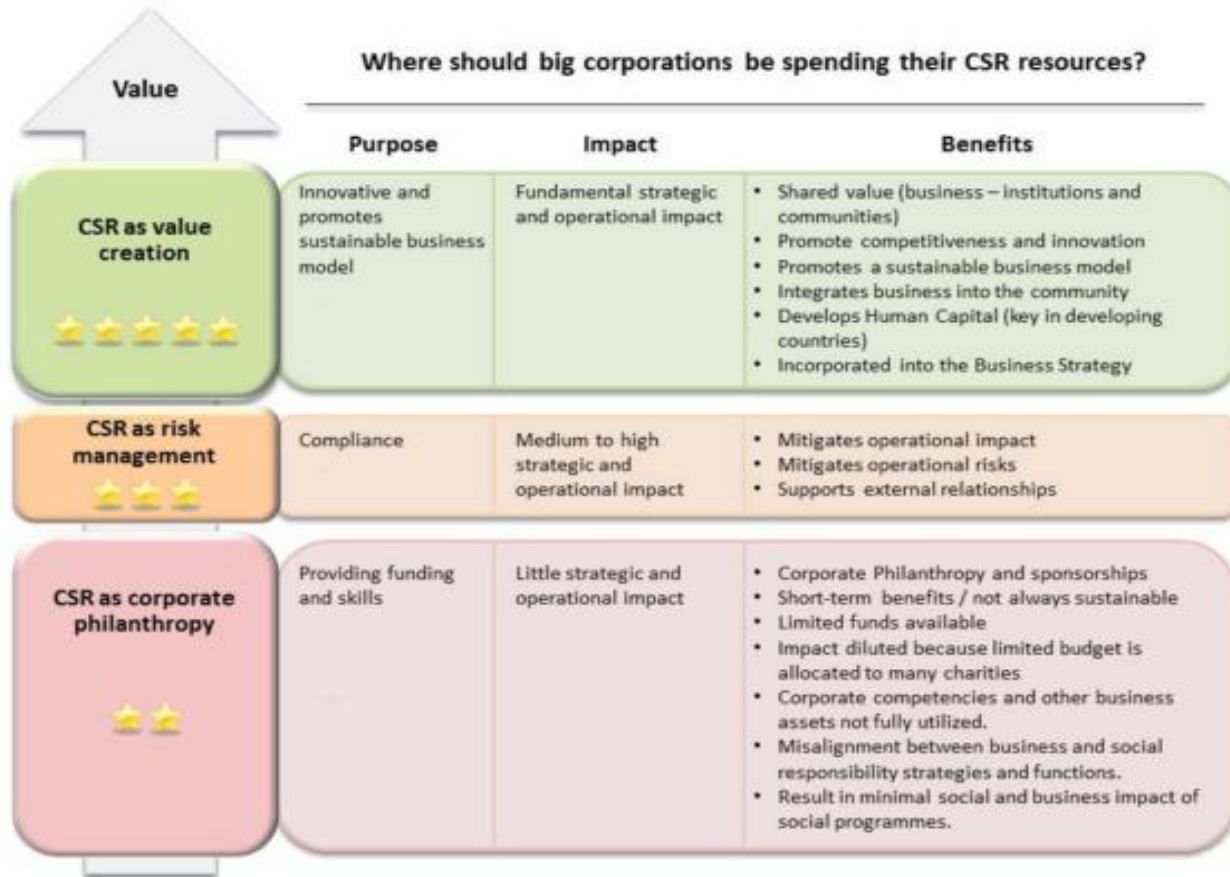 Value
Where should big corporations be spending their CSR resources?
Purpose
Impact
Benefits
CSR as value
creation
Innovative and
promotes
sustainable business
model
Fundamental strategic
and operational impact
• Shared value (business – institutions and
communities)
• Promote competitiveness and innovation
• Promotes a sustainable business model
• Integrates business into the community
• Develops Human Capital (key in developing
countries)
• Incorporated into the Business Strategy
CSR as risk
management
Compliance
Medium to high
strategic and
operational impact
• Mitigates operational impact
• Mitigates operational risks
• Supports external relationships
CSR as corporate
philanthropy
Providing funding
and skills
Little strategic and
operational impact
• Corporate Philanthropy and sponsorships
• Short-term benefits / not always sustainable
• Limited funds available
• Impact diluted because limited budget is
allocated to many charities
• Corporate competencies and other business
assets not fully utilized.
• Misalignment between business and social
responsibility strategies and functions.
• Result in minimal social and business impact of
social programmes.